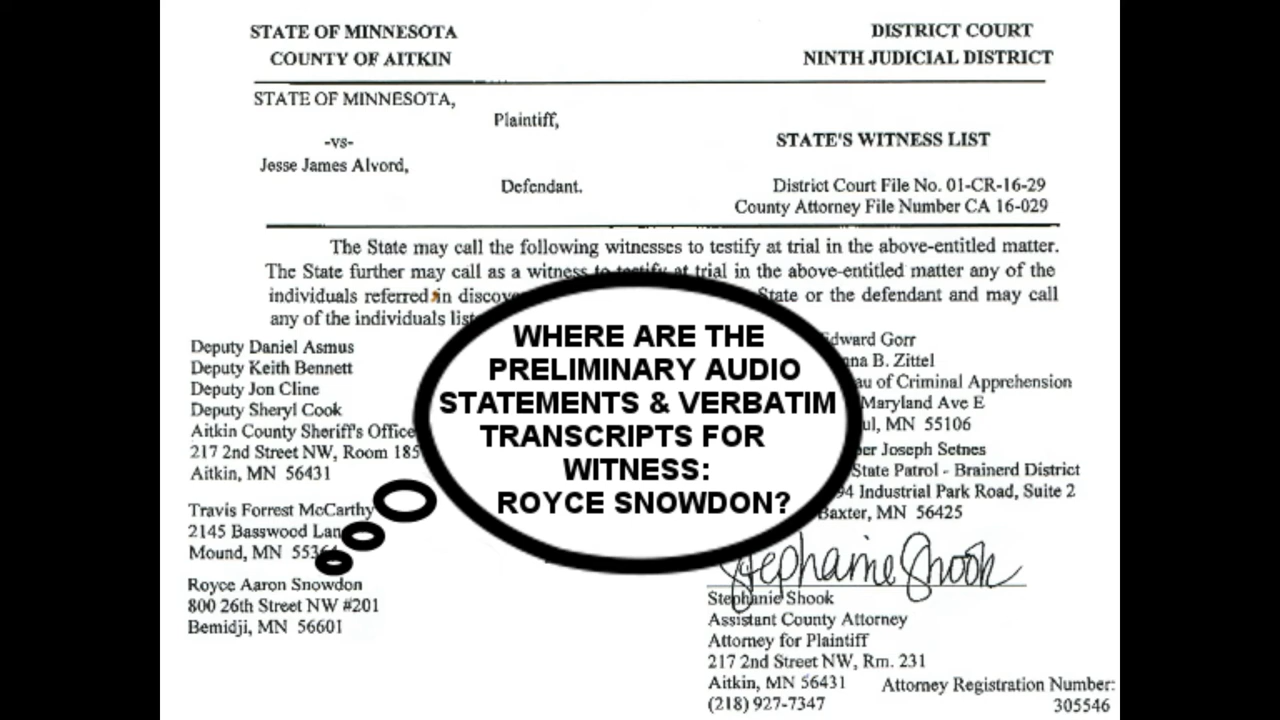 STATE OF MINNESOTA
COUNTY OF AITKIN
DISTRICT COURT
NINTH JUDICIAL DISTRICT
STATE OF MINNESOTA,
Plaintiff,
-vs-
Jesse James Alvord,
Defendant.
STATE'S WITNESS LIST
District Court File No. 01-CR-16-29
County Attorney File Number CA 16-029
The State may call the following witnesses to testify at trial in the above-entitled matter.
The State further may call as a witness to testify at trial in the above-entitled matter any of the
individuals referred in State or the defendant and may call
any of the individuals
Deputy Daniel Asmus
Deputy Keith Bennett
Deputy Jon Cline
Deputy Sheryl Cook
Aitkin County Sheriff's Office
217 2nd Street NW, Room 185
Aitkin, MN 56431
Travis Forrest McCarthy
2145 Basswood
Mound, MN
Royce Aaron Snowdon
800 26th Street NW #201
Bemidji, MN 56601
WHERE ARE THE
PRELIMINARY AUDIO
STATEMENTS & VERBATIM
TRANSCRIPTS FOR
WITNESS:
ROYCE SNOWDON?
Gorr
B. Zittel
of Criminal Apprehension
Maryland Ave E
MN 55106
Joseph Setnes
State Patrol - Brainerd District
Industrial Park Road, Suite 2
Baxter, MN 56425
Stephanie Shook
Stephanie Shook
Assistant County Attorney
Attorney for Plaintiff
217 2nd Street NW, Rm. 231
Aitkin, MN 56431
(218) 927-7347
Attorney Registration Number:
305546